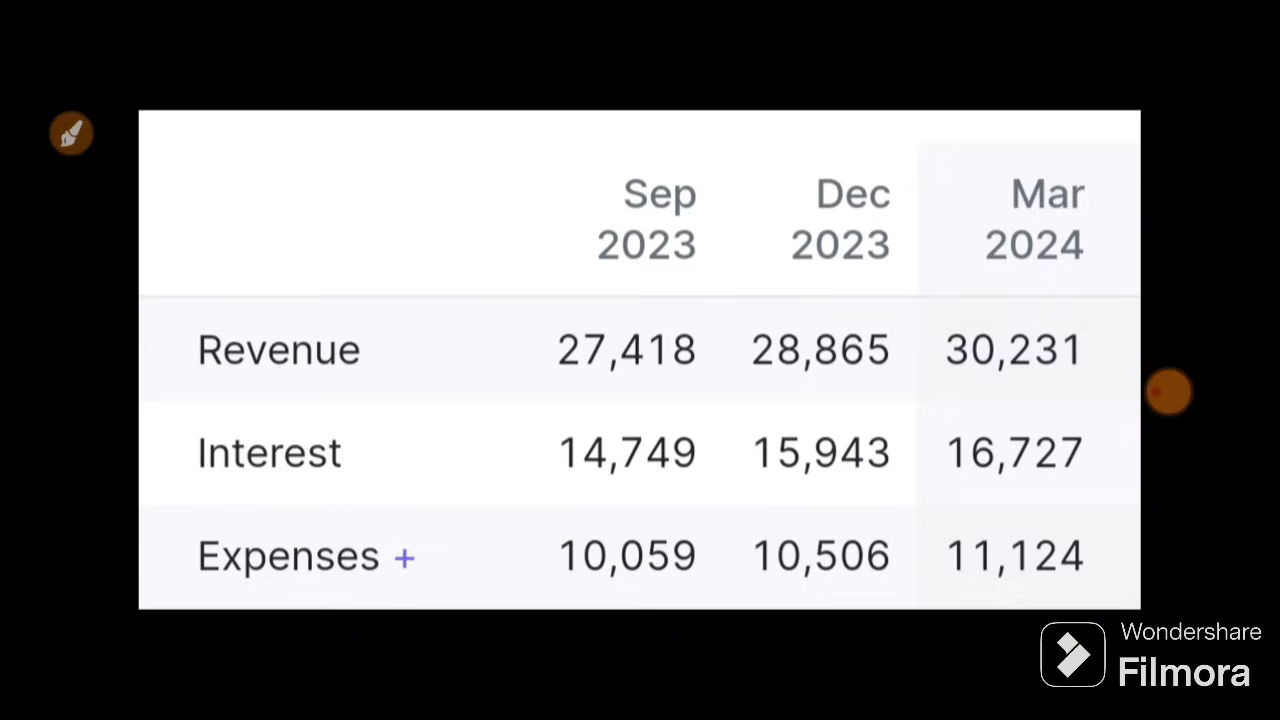 Sep Dec Mar
2023 2023 2024
Revenue 27,418 28,865 30,231
Interest 14,749 15,943 16,727
Expenses + 10,059 10,506 11,124
Wondershare
Filmora